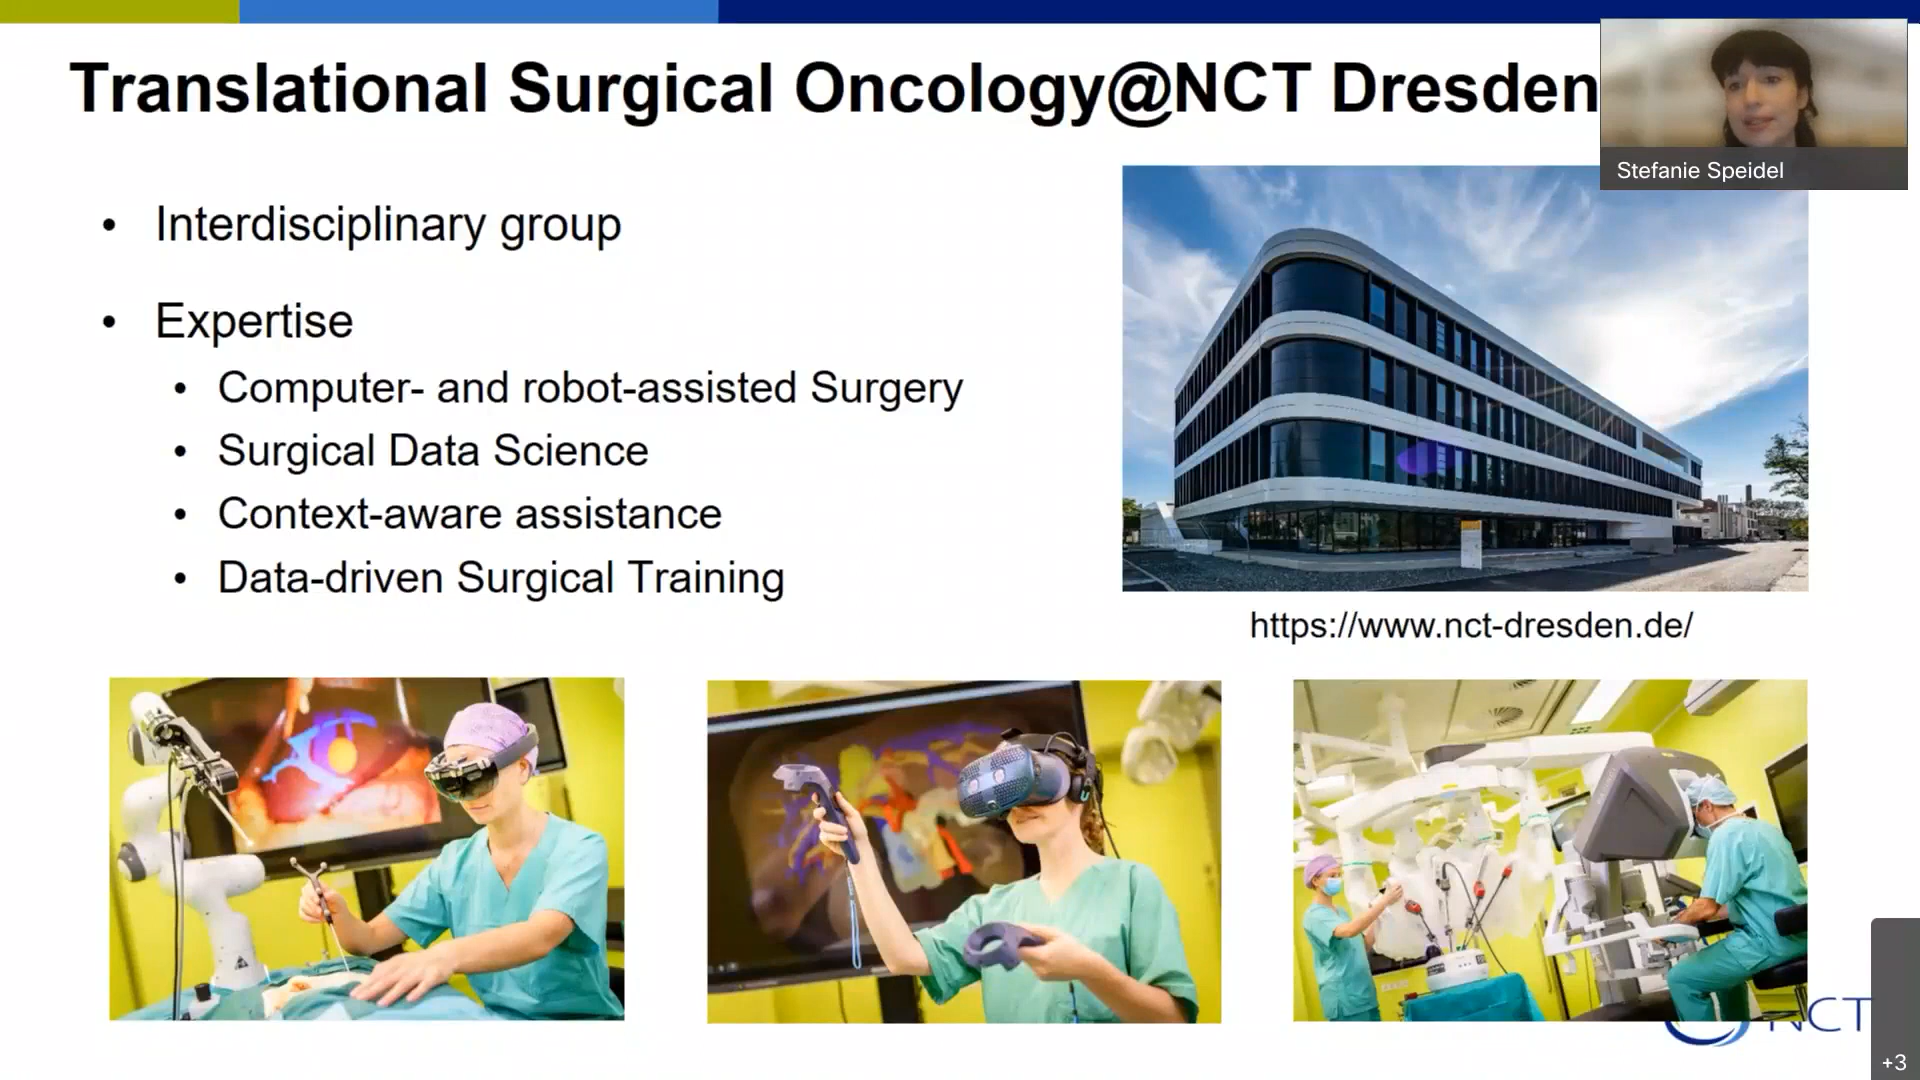 Translational Surgical Oncology@NCT Dresden
Stefanie Speidel
• Interdisciplinary group
• Expertise
• Computer- and robot-assisted Surgery
• Surgical Data Science
• Context-aware assistance
• Data-driven Surgical Training
https://www.nct-dresden.de/
NCT
+3